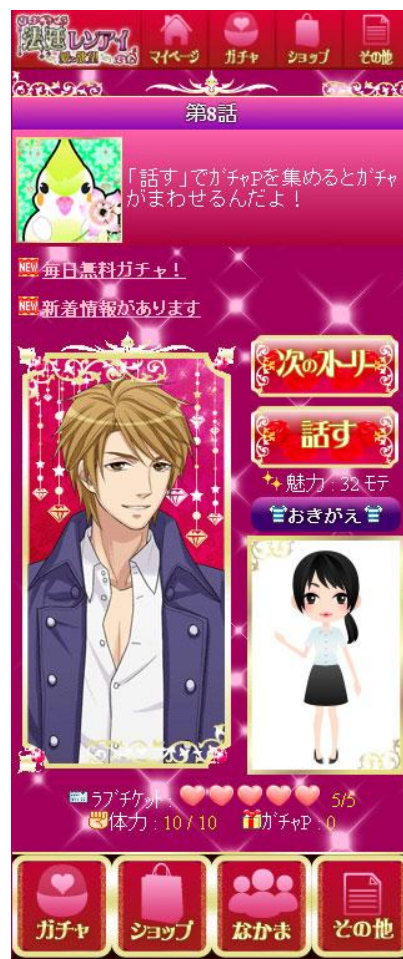 法廷レンアイ
マイページ
ガチャ
ショップ
その他
第8話
「話す」でｶﾞﾁｬPを集めるとｶﾞﾁｬ
がまわせるんだよ！
NEW 毎日無料ガチャ！
NEW 新着情報があります
次のストーリー
話す
魅力：32 モテ
おきがえ
ラブﾁｹｯﾄ： 5/5
体力：10/10 ｶﾞﾁｬP：0
ガチャ
ショップ
なかま
その他